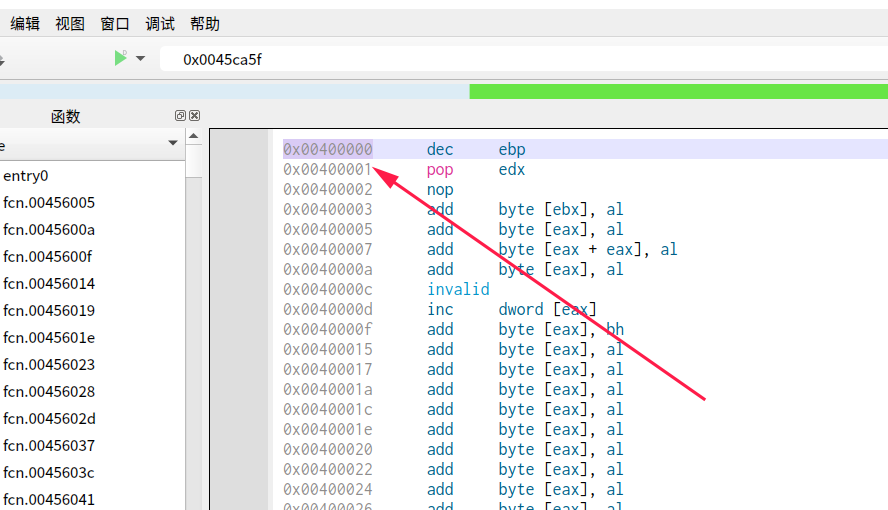 编辑 视图 窗口 调试 帮助
0x0045ca5f
函数
e
entry0
fcn.00456005
fcn.0045600a
fcn.0045600f
fcn.00456014
fcn.00456019
fcn.0045601e
fcn.00456023
fcn.00456028
fcn.0045602d
fcn.00456037
fcn.0045603c
fcn.00456041
0x00400000 dec ebp
0x00400001 pop edx
0x00400002 nop
0x00400003 add byte [ebx], al
0x00400005 add byte [eax], al
0x00400007 add byte [eax + eax], al
0x0040000a add byte [eax], al
0x0040000c invalid
0x0040000d inc dword [eax]
0x0040000f add byte [eax], bh
0x00400015 add byte [eax], al
0x00400017 add byte [eax], al
0x0040001a add byte [eax], al
0x0040001c add byte [eax], al
0x0040001e add byte [eax], al
0x00400020 add byte [eax], al
0x00400022 add byte [eax], al
0x00400024 add byte [eax], al
0x00400026 add byte [eax], al